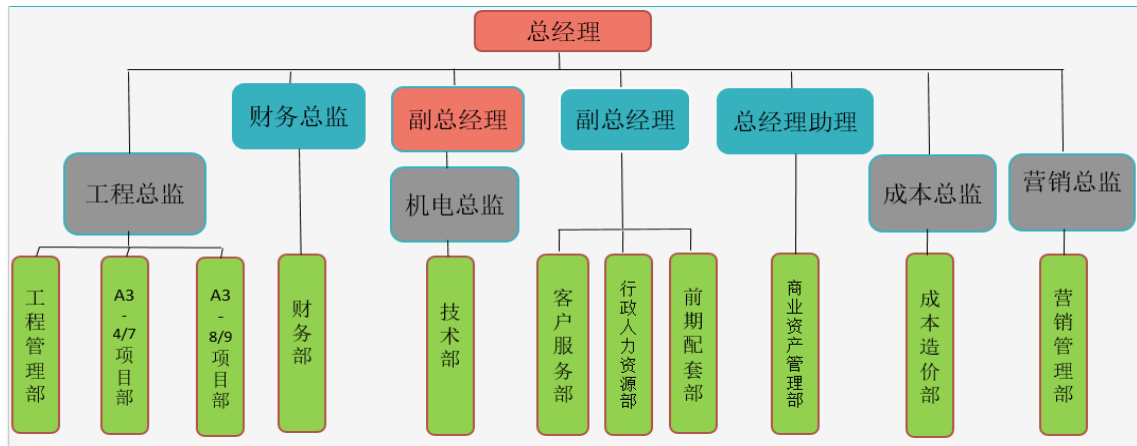 总经理
财务总监
副总经理
副总经理
总经理助理
工程总监
机电总监
成本总监
营销总监
工程管理部
A3-4/7项目部
A3-8/9项目部
财务部
技术部
客户服务部
行政人力资源部
前期配套部
商业资产管理部
成本造价部
营销管理部